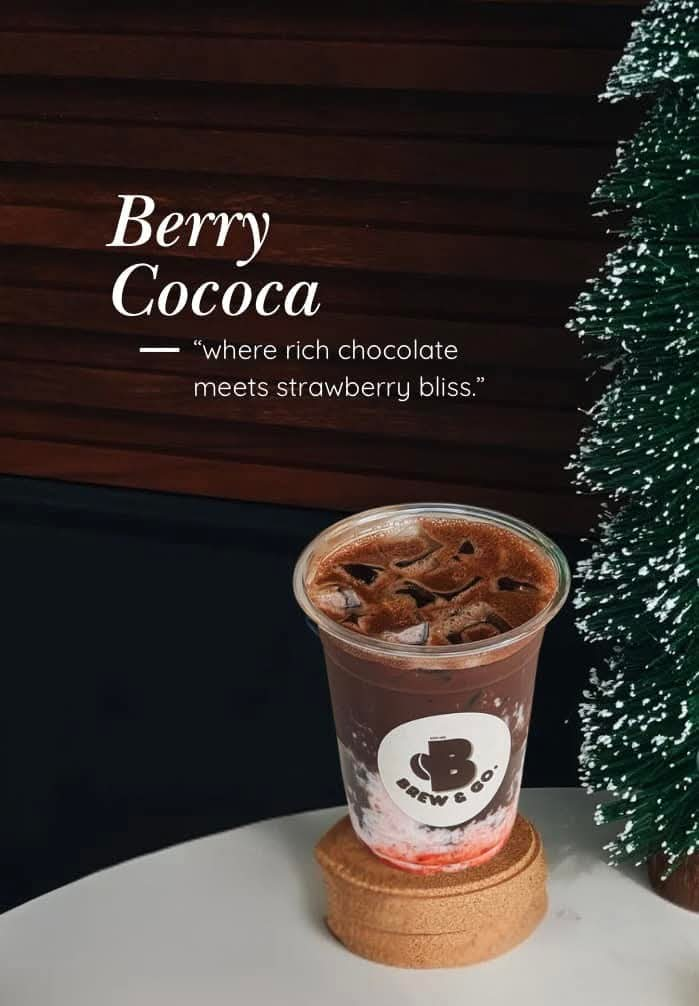 Berry
Cococa
“where rich chocolate
meets strawberry bliss.”
B
BREW & GO.